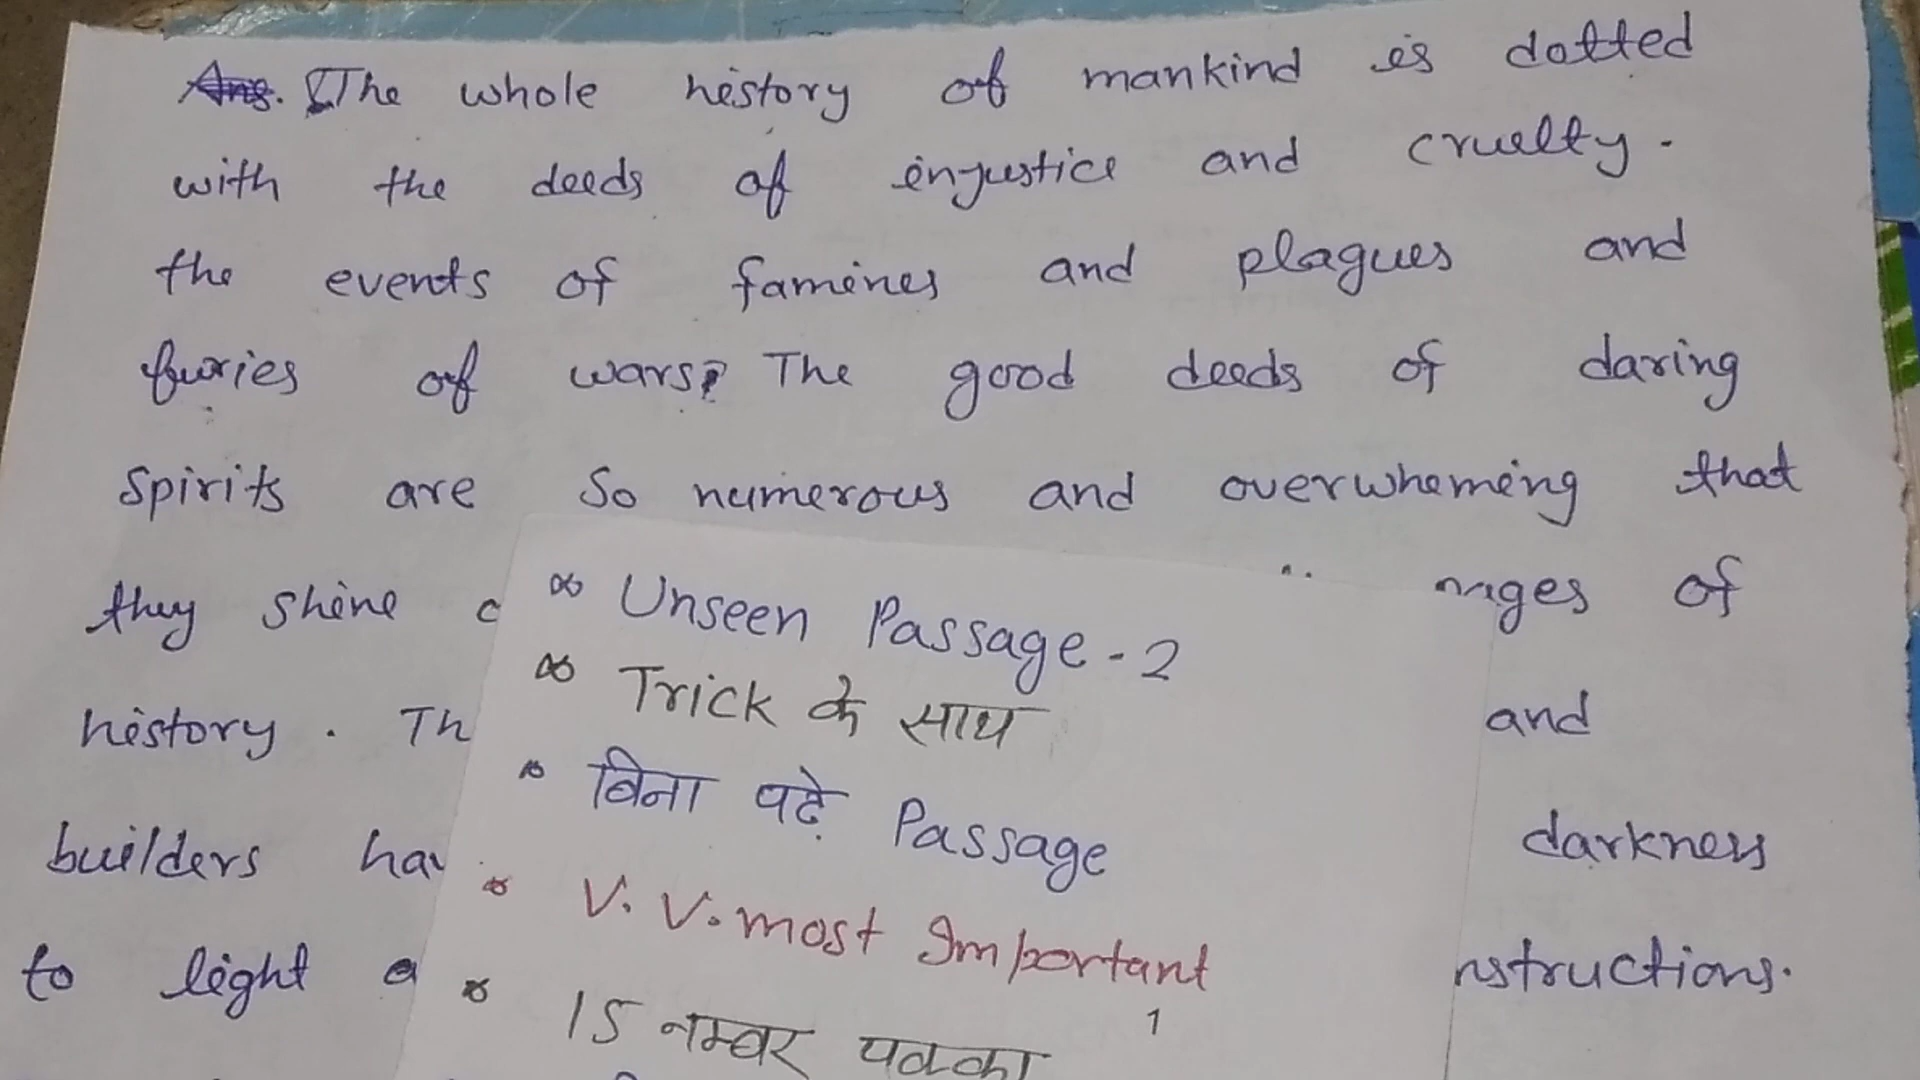 Ans. The whole history of mankind is dotted
with the deeds of injustice and cruelty.
the events of famines and plagues and
furies of wars. The good deeds of daring
Spirits are so numerous and overwheming that
they shine
of
history. Th
and
builders hav
darkness
to light a
nstructions.
∞ Unseen Passage - 2
∞ Trick के साथ
* बिना पढ़े Passage
* V. V. most Important
* 15 नम्बर पक्का
1